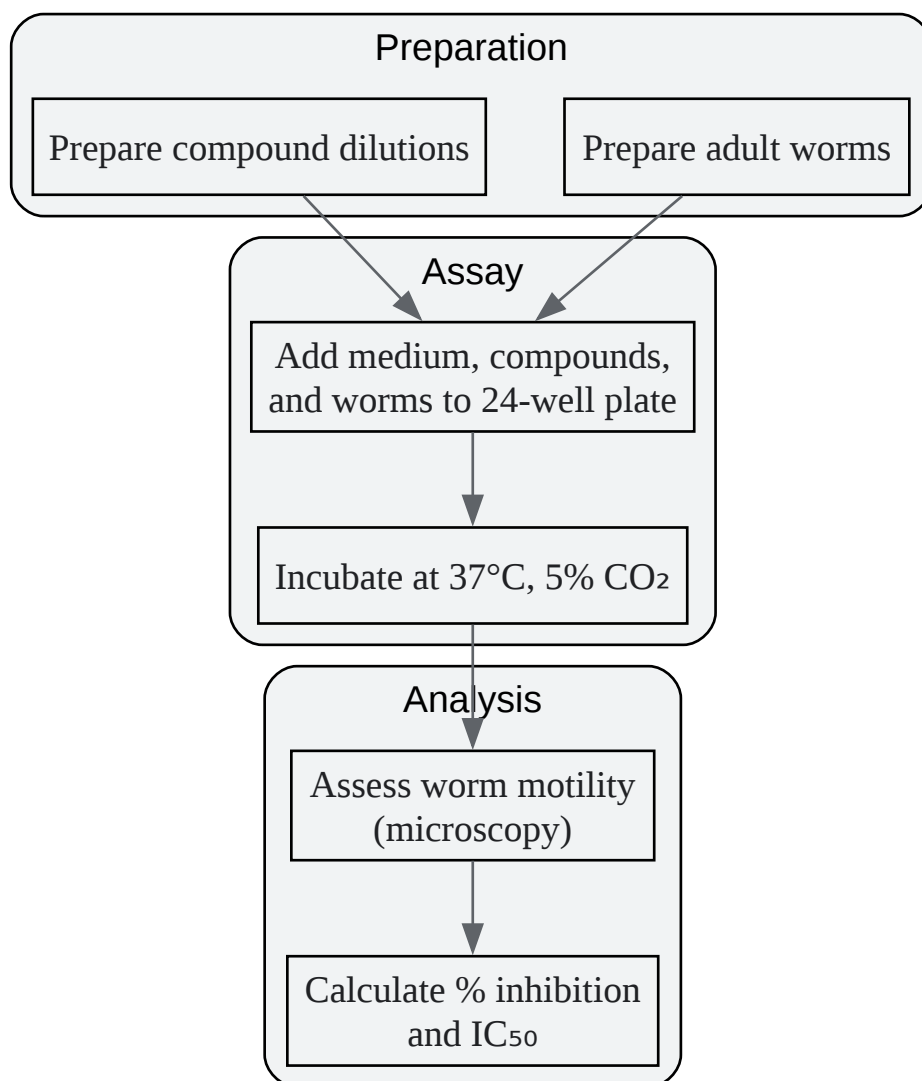 Preparation
Prepare compound dilutions
Prepare adult worms
Assay
Add medium, compounds,
and worms to 24-well plate
Incubate at 37°C, 5% CO₂
Analysis
Assess worm motility
(microscopy)
Calculate % inhibition
and IC₅₀